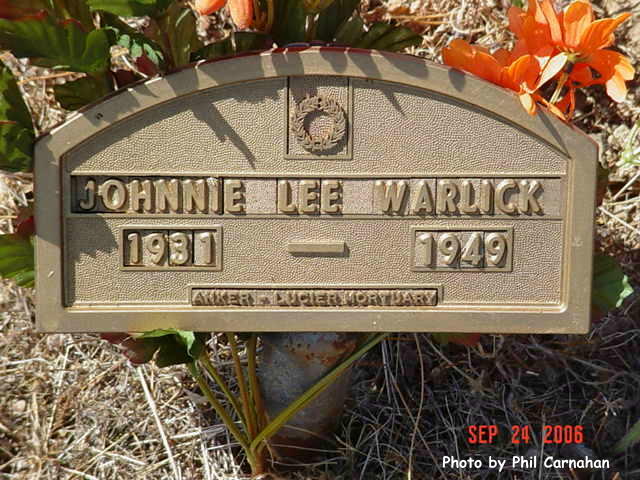 JOHNNIE LEE WARLICK
1931 — 1949
AKKER - LUCIER MORTUARY
SEP 24 2006
Photo by Phil Carnahan